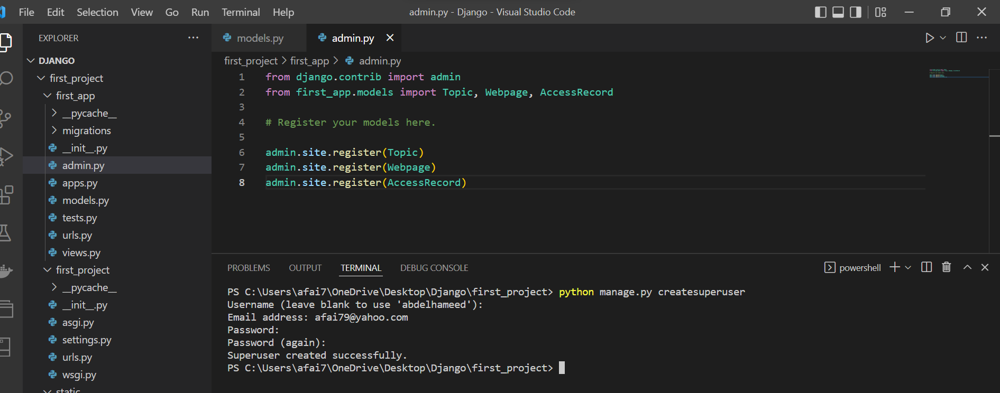 File Edit Selection View Go Run Terminal Help
admin.py - Django - Visual Studio Code
EXPLORER
DJANGO
first_project
first_app
__pycache__
migrations
__init__.py
admin.py
apps.py
models.py
tests.py
urls.py
views.py
first_project
__pycache__
__init__.py
asgi.py
settings.py
urls.py
wsgi.py
static
models.py
admin.py
first_project > first_app > admin.py
1 from django.contrib import admin
2 from first_app.models import Topic, Webpage, AccessRecord
3
4 # Register your models here.
5
6 admin.site.register(Topic)
7 admin.site.register(Webpage)
8 admin.site.register(AccessRecord)
PROBLEMS OUTPUT TERMINAL DEBUG CONSOLE
powershell
PS C:\Users\afai7\OneDrive\Desktop\Django\first_project> python manage.py createsuperuser
Username (leave blank to use 'abdelhameed'):
Email address: afai79@yahoo.com
Password:
Password (again):
Superuser created successfully.
PS C:\Users\afai7\OneDrive\Desktop\Django\first_project>